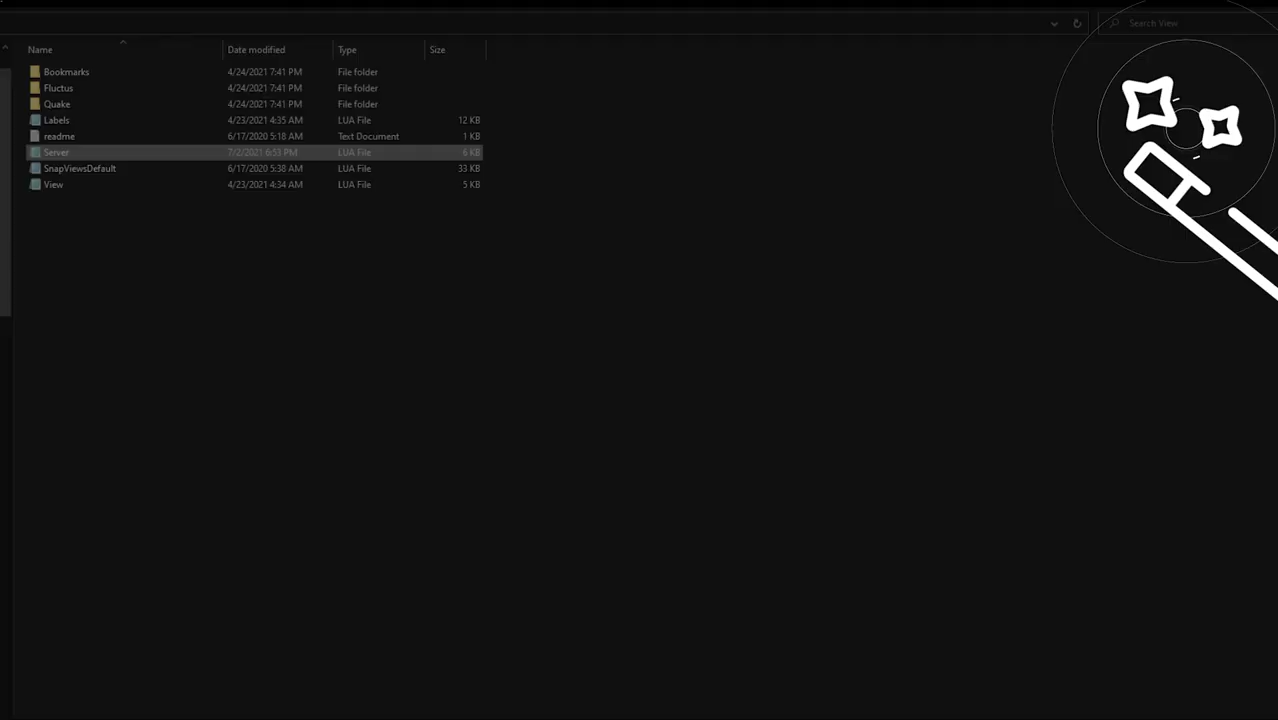 Search View
Name Date modified Type Size
Bookmarks 4/24/2021 7:41 PM File folder
Fluctus 4/24/2021 7:41 PM File folder
Quake 4/24/2021 7:41 PM File folder
Labels 4/23/2021 4:35 AM LUA File 12 KB
readme 6/17/2020 5:18 AM Text Document 1 KB
Server 7/2/2021 6:53 PM LUA File 6 KB
SnapViewsDefault 6/17/2020 5:38 AM LUA File 33 KB
View 4/23/2021 4:34 AM LUA File 5 KB